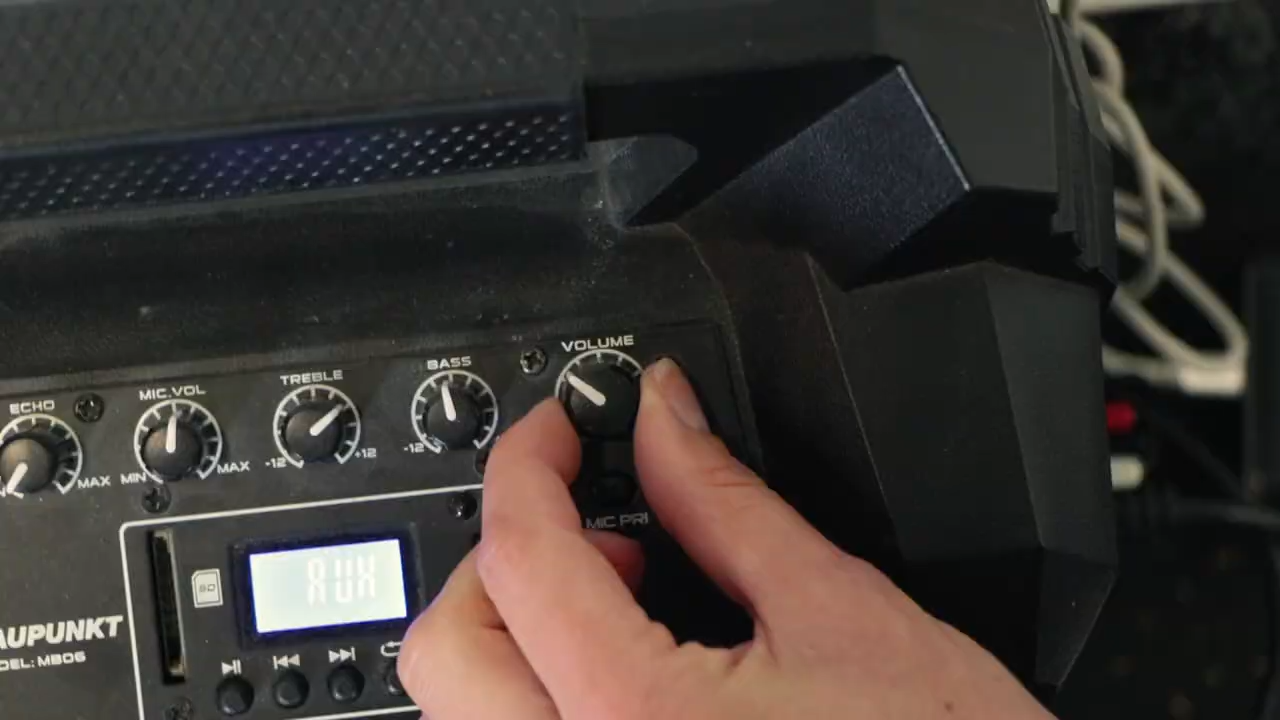 VOLUME
BASS
TREBLE
MIC.VOL
ECHO
-12
-12 +12
MIN MAX
MAX
MIC PRI
SD
AUX
AUPUNKT
DEL: MB06